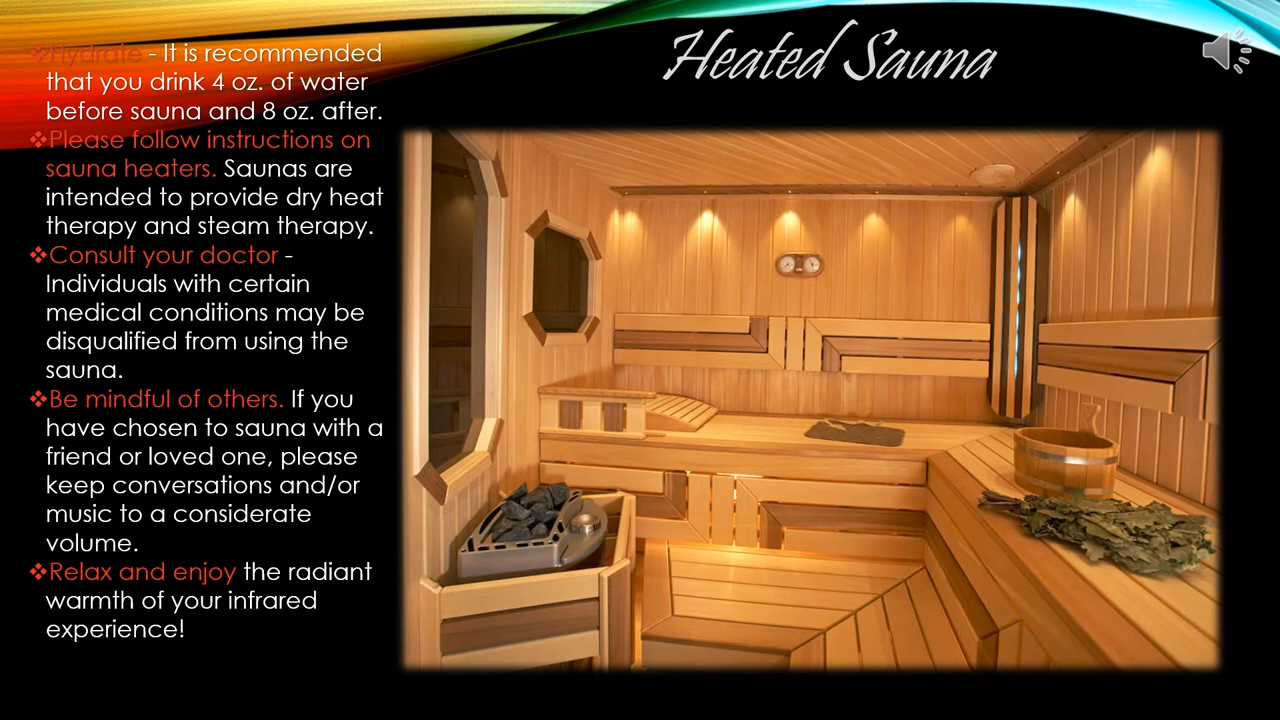 Heated Sauna
❖Hydrate - It is recommended
that you drink 4 oz. of water
before sauna and 8 oz. after.
❖Please follow instructions on
sauna heaters. Saunas are
intended to provide dry heat
therapy and steam therapy.
❖Consult your doctor -
Individuals with certain
medical conditions may be
disqualified from using the
sauna.
❖Be mindful of others. If you
have chosen to sauna with a
friend or loved one, please
keep conversations and/or
music to a considerate
volume.
❖Relax and enjoy the radiant
warmth of your infrared
experience!